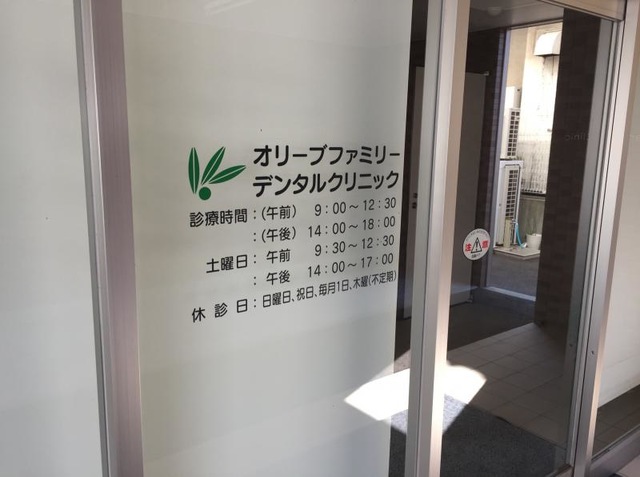 オリーブファミリー
デンタルクリニック
診療時間：（午前） 9：00～12：30
：（午後） 14：00～18：00
土曜日：午前 9：30～12：30
：午後 14：00～17：00
休診日：日曜日、祝日、毎月1日、木曜（不定期）
注意